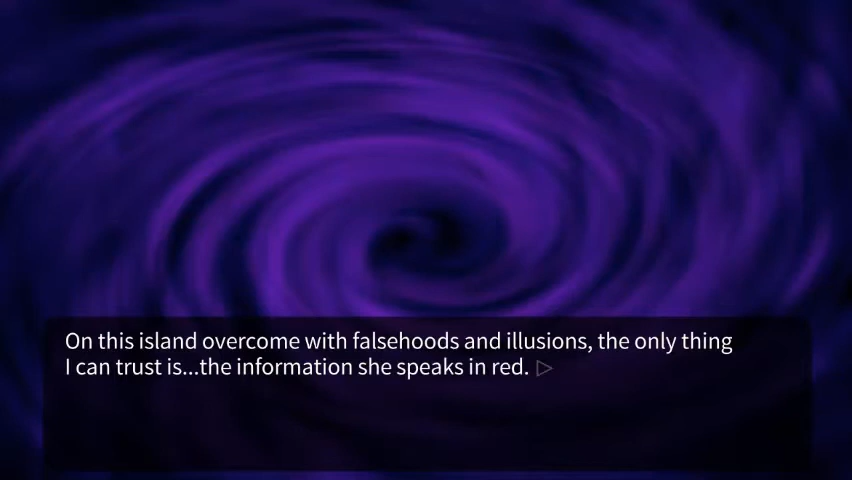 On this island overcome with falsehoods and illusions, the only thing
I can trust is...the information she speaks in red.